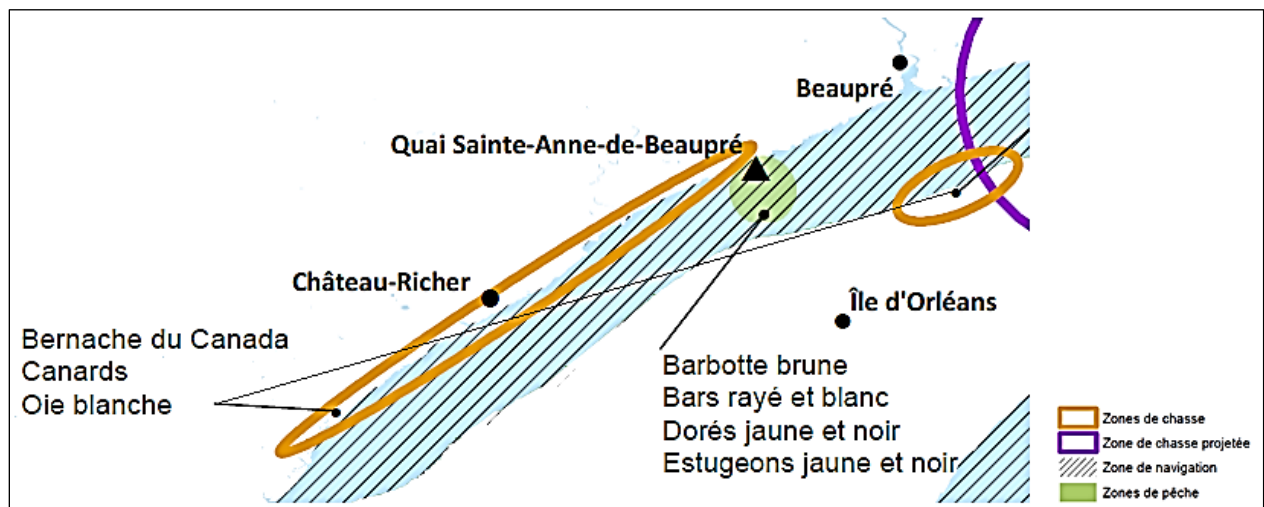 Beaupré
Quai Sainte-Anne-de-Beaupré
Château-Richer
Île d'Orléans
Bernache du Canada
Canards
Oie blanche
Barbotte brune
Bars rayé et blanc
Dorés jaune et noir
Estugeons jaune et noir
Zones de chasse
Zone de chasse projetée
Zone de navigation
Zones de pêche